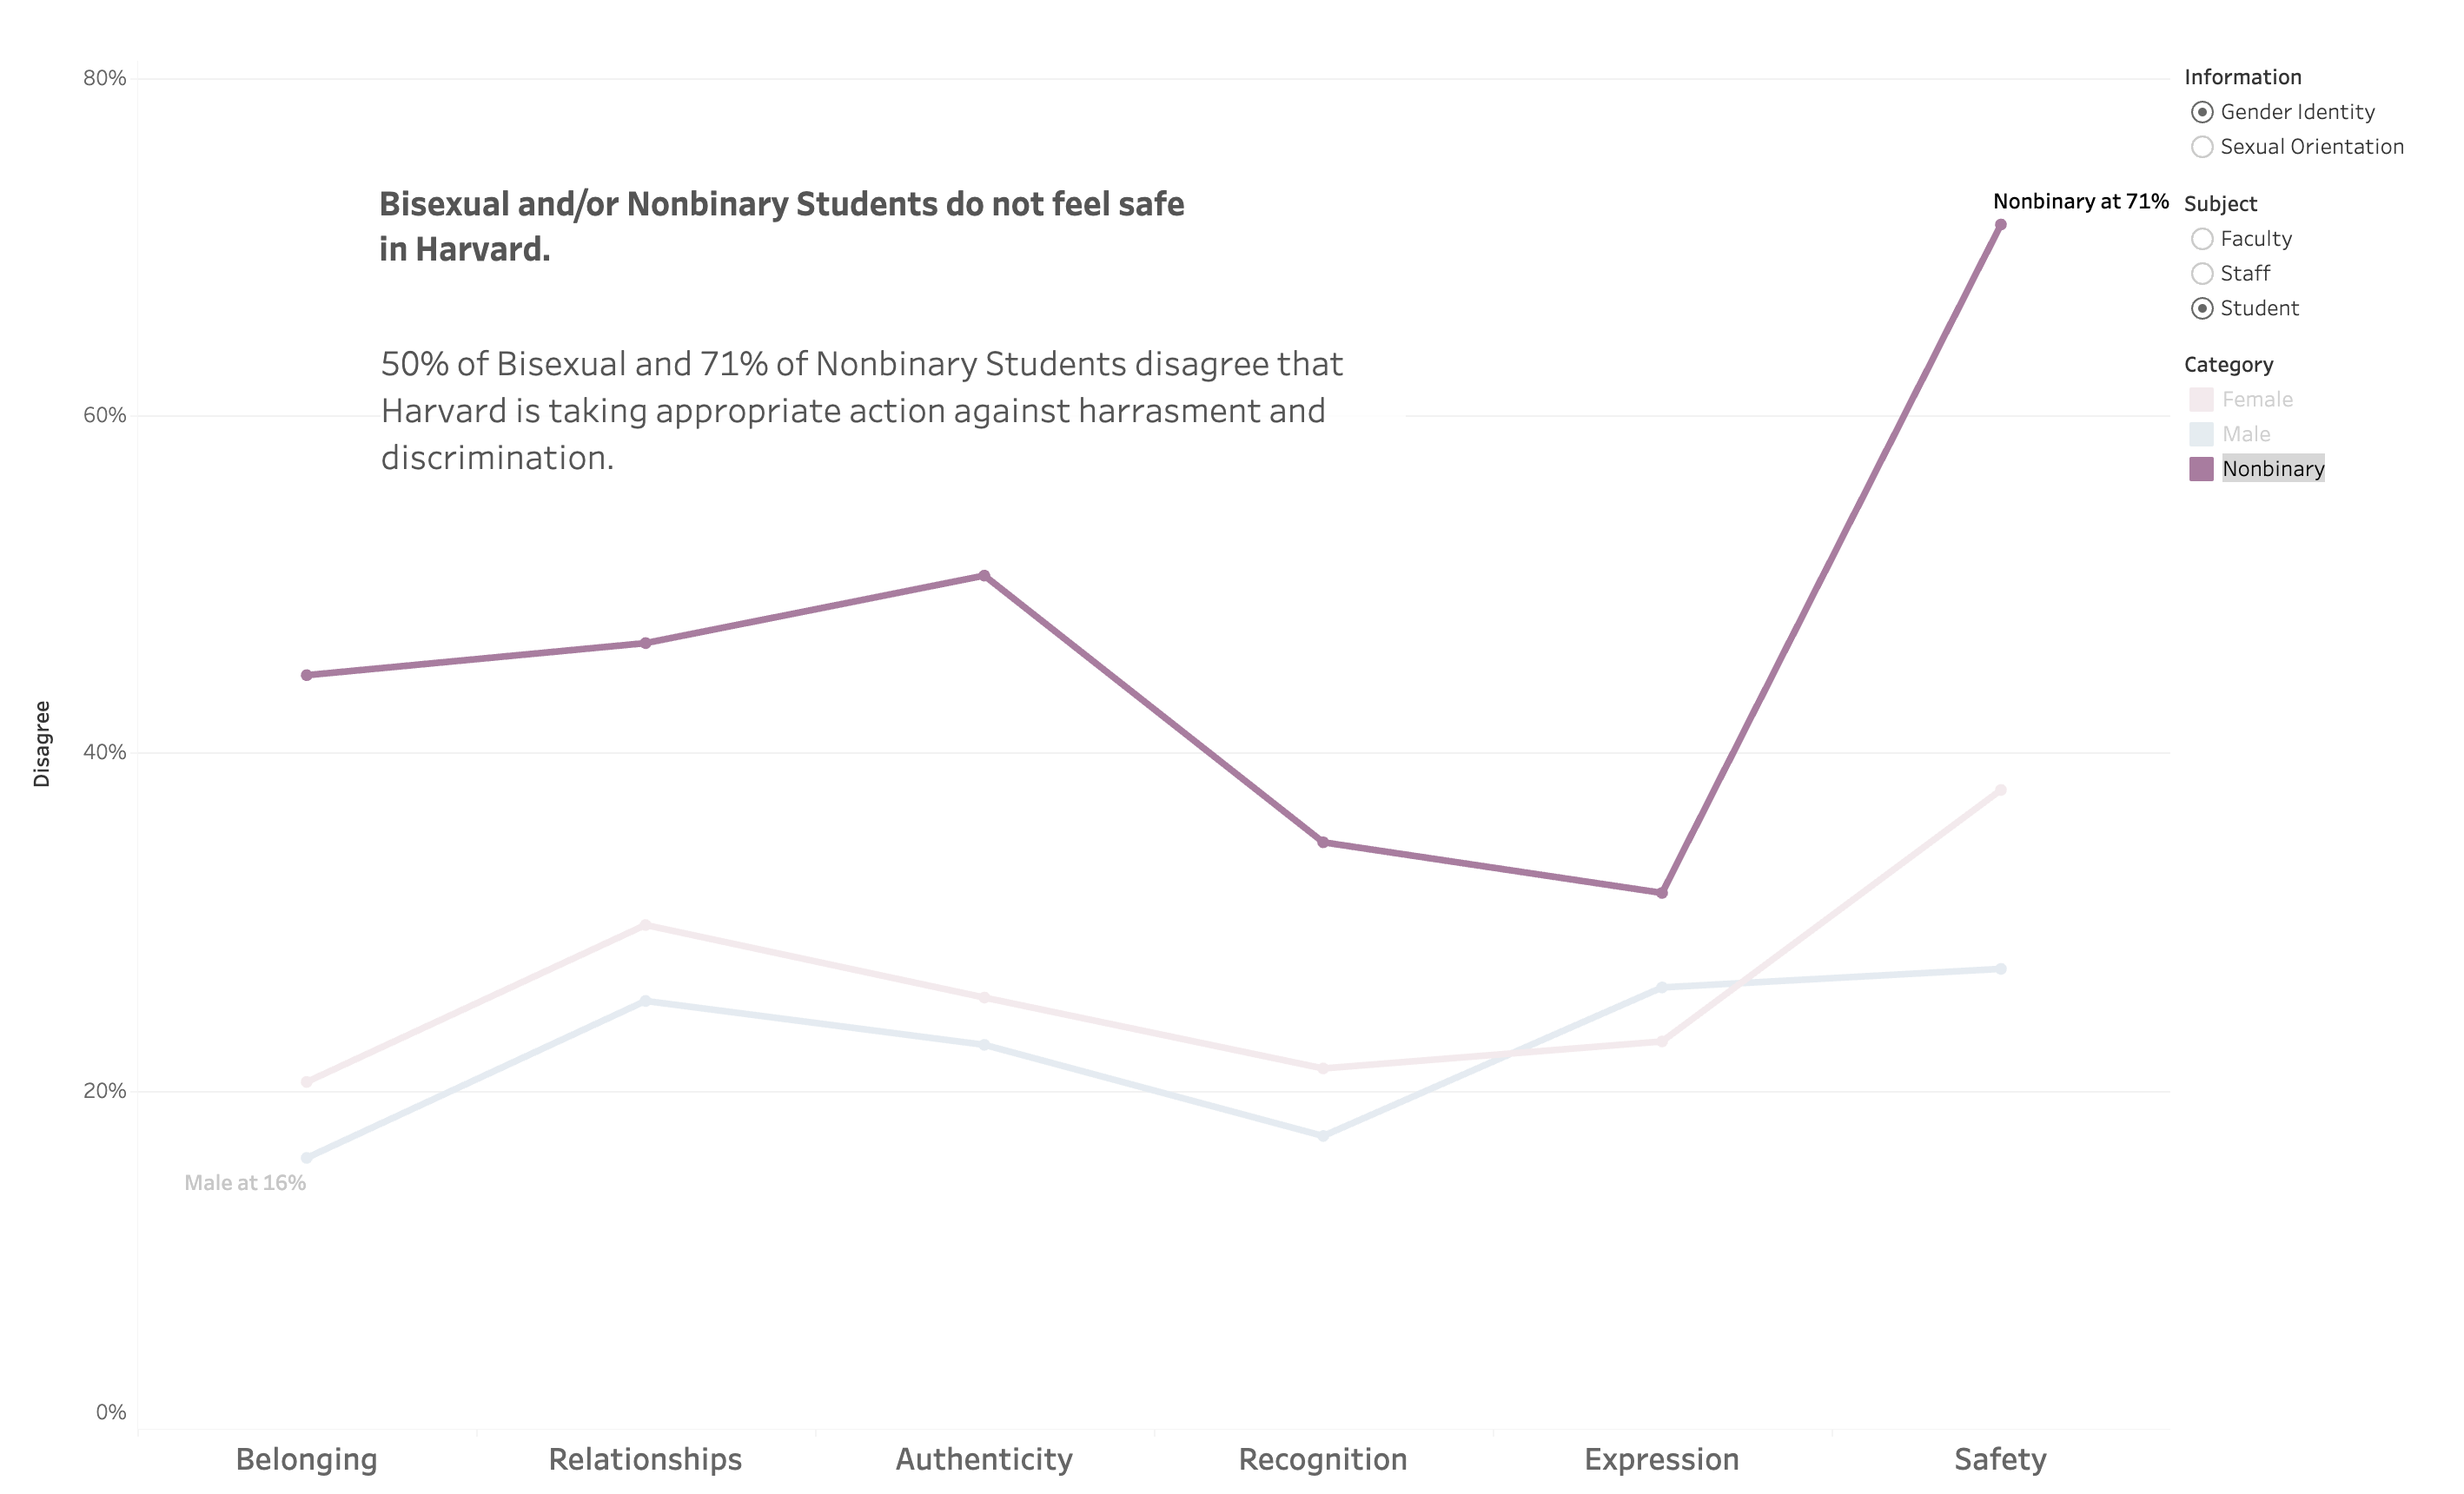 80%
60%
40%
20%
0%
Disagree
Bisexual and/or Nonbinary Students do not feel safe
in Harvard.
50% of Bisexual and 71% of Nonbinary Students disagree that
Harvard is taking appropriate action against harrasment and
discrimination.
Nonbinary at 71%
Male at 16%
Belonging
Relationships
Authenticity
Recognition
Expression
Safety
Information
Gender Identity
Sexual Orientation
Subject
Faculty
Staff
Student
Category
Female
Male
Nonbinary